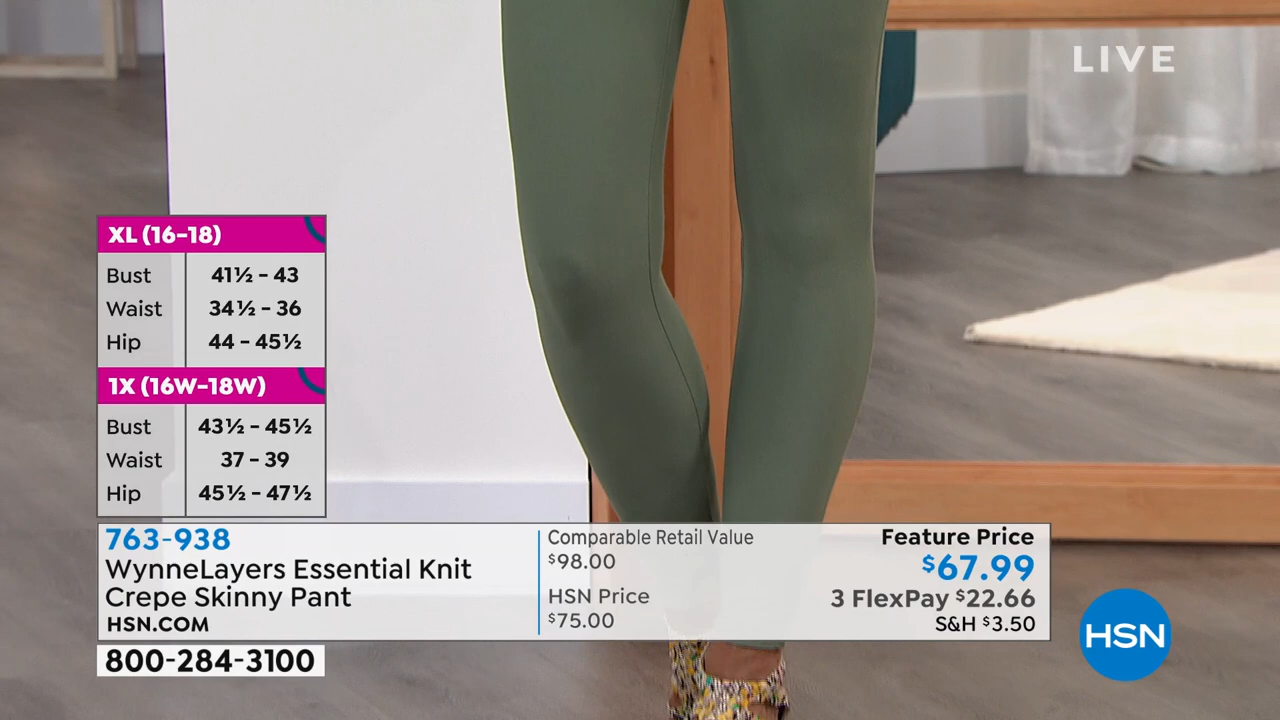 LIVE
XL (16–18)
Bust 41½ – 43
Waist 34½ – 36
Hip 44 – 45½
1X (16W–18W)
Bust 43½ – 45½
Waist 37 – 39
Hip 45½ – 47½
763-938
WynneLayers Essential Knit
Crepe Skinny Pant
HSN.COM
Comparable Retail Value
$98.00
HSN Price
$75.00
Feature Price
$67.99
3 FlexPay $22.66
S&H $3.50
800-284-3100
HSN